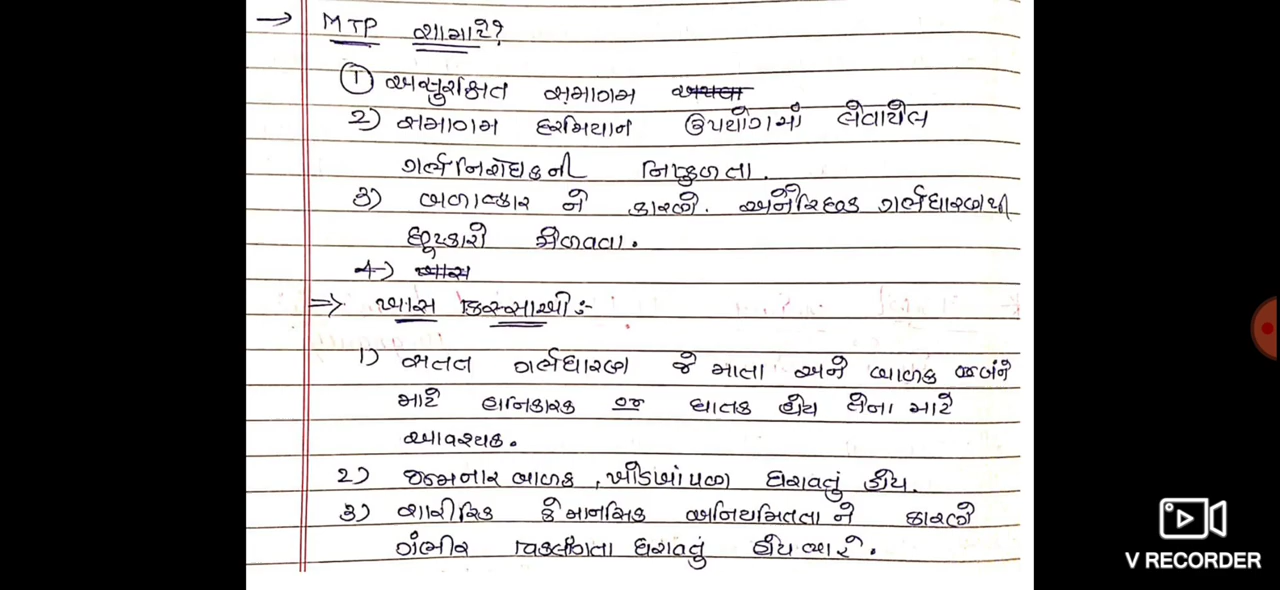 → MTP શામાટે?
① અસુરક્ષિત સમાગમ અથવા
2) સમાગમ દરમિયાન ઉપયોગમાં લેવાયેલ
ગર્ભનિરોધકની નિષ્ફળતા.
3) બળાત્કાર ને કારણે. અનૈચ્છિક ગર્ભધારણથી
છૂટકારો મેળવવા.
4) ખાસ
⇒ ખાસ કિસ્સાઓ :-
1) સતત ગર્ભધારણ જે માતા અને બાળક બંને
માટે હાનિકારક or ઘાતક હોય તેના માટે
આવશ્યક.
2) જન્મનાર બાળક, ખોડખાંપણ ધરાવતું હોય.
3) શારીરિક કે માનસિક અનિયમિતતા ને કારણે
ગંભીર વિકલાંગતા ધરાવતું હોય ત્યારે.
V RECORDER